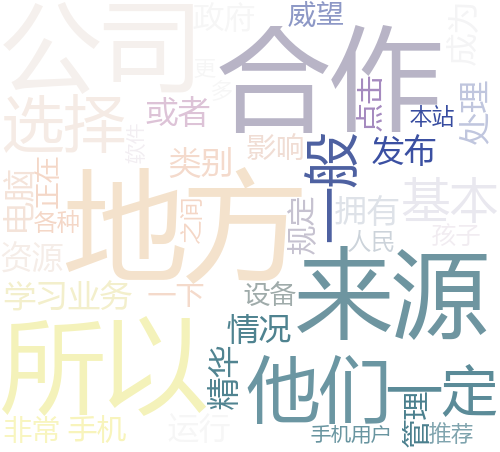 政府
威望
成力
公司
合作
更多
点击
处理
选择
或者
软件
本站
影响
一般
发布
类别
电脑
正在
地方
基本
各种
之间
规定
拥有
人民
孩子
资源
来源
学习
业务
一下
设备
所以
情况
他们
一定
精华
管理
非常
手机
运行
手机用户
推荐